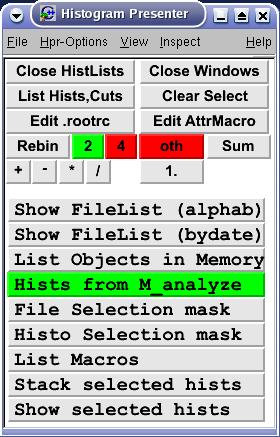 Histogram Presenter
File Hpr-Options View Inspect Help
Close HistLists Close Windows
List Hists,Cuts Clear Select
Edit .rootrc Edit AttrMacro
Rebin 2 4 oth Sum
+ - * / 1.
Show FileList (alphab)
Show FileList (bydate)
List Objects in Memory
Hists from M_analyze
File Selection mask
Histo Selection mask
List Macros
Stack selected hists
Show selected hists